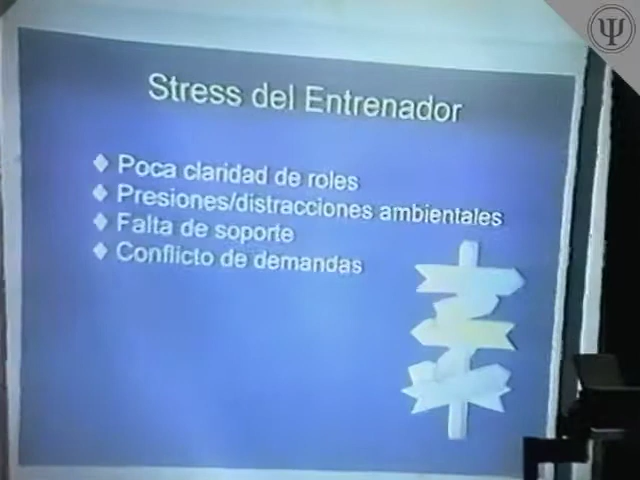 Stress del Entrenador
Poca claridad de roles
Presiones/distracciones ambientales
Falta de soporte
Conflicto de demandas
Ψ